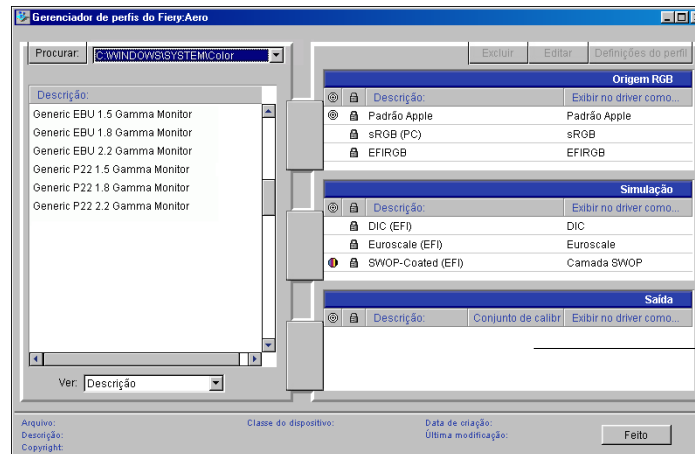 Gerenciador de perfis do Fiery:Aero
Procurar: C:\WINDOWS\SYSTEM\Color
Excluir Editar Definições do perfil
Descrição:
Generic EBU 1.5 Gamma Monitor
Generic EBU 1.8 Gamma Monitor
Generic EBU 2.2 Gamma Monitor
Generic P22 1.5 Gamma Monitor
Generic P22 1.8 Gamma Monitor
Generic P22 2.2 Gamma Monitor
Ver: Descrição
Origem RGB
Descrição: Exibir no driver como...
Padrão Apple Padrão Apple
sRGB (PC) sRGB
EFIRGB EFIRGB
Simulação
Descrição: Exibir no driver como...
DIC (EFI) DIC
Euroscale (EFI) Euroscale
SWOP-Coated (EFI) Camada SWOP
Saída
Descrição: Conjunto de calibr Exibir no driver como...
Arquivo: Classe do dispositivo: Data de criação:
Descrição: Última modificação:
Copyright:
Feito